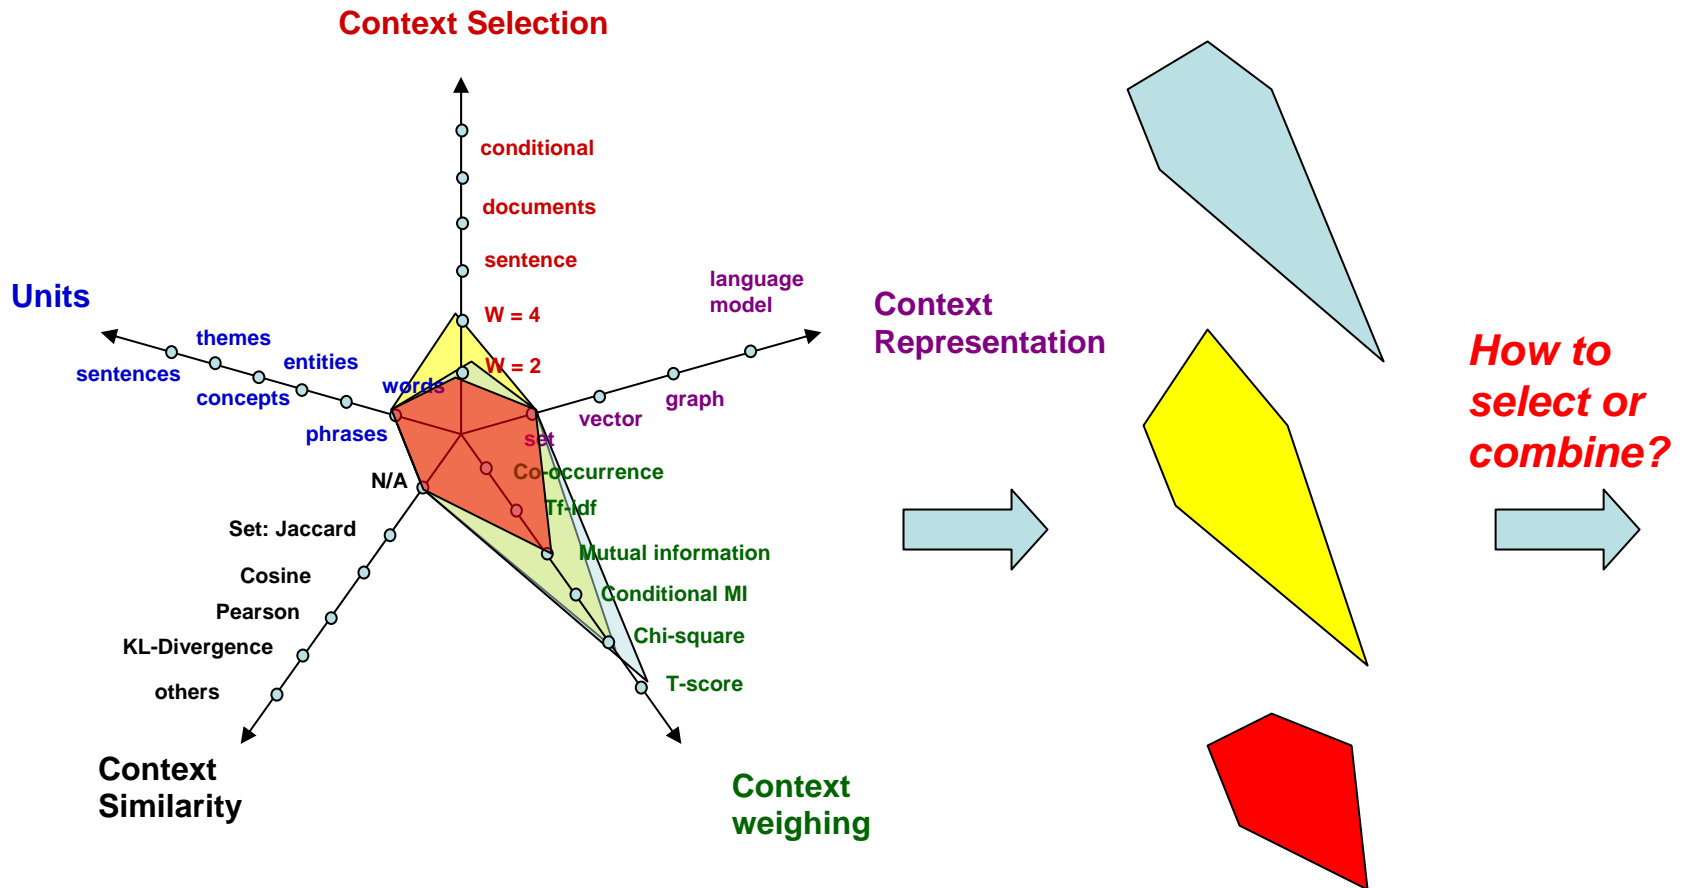 Context Selection
conditional
documents
sentence
W = 4
W = 2
Units
themes
sentences
entities
concepts
words
phrases
language
model
Context
Representation
graph
vector
set
N/A
Set: Jaccard
Cosine
Pearson
KL-Divergence
others
Context
Similarity
Co-occurrence
Tf-idf
Mutual information
Conditional MI
Chi-square
T-score
Context
weighing
How to
select or
combine?